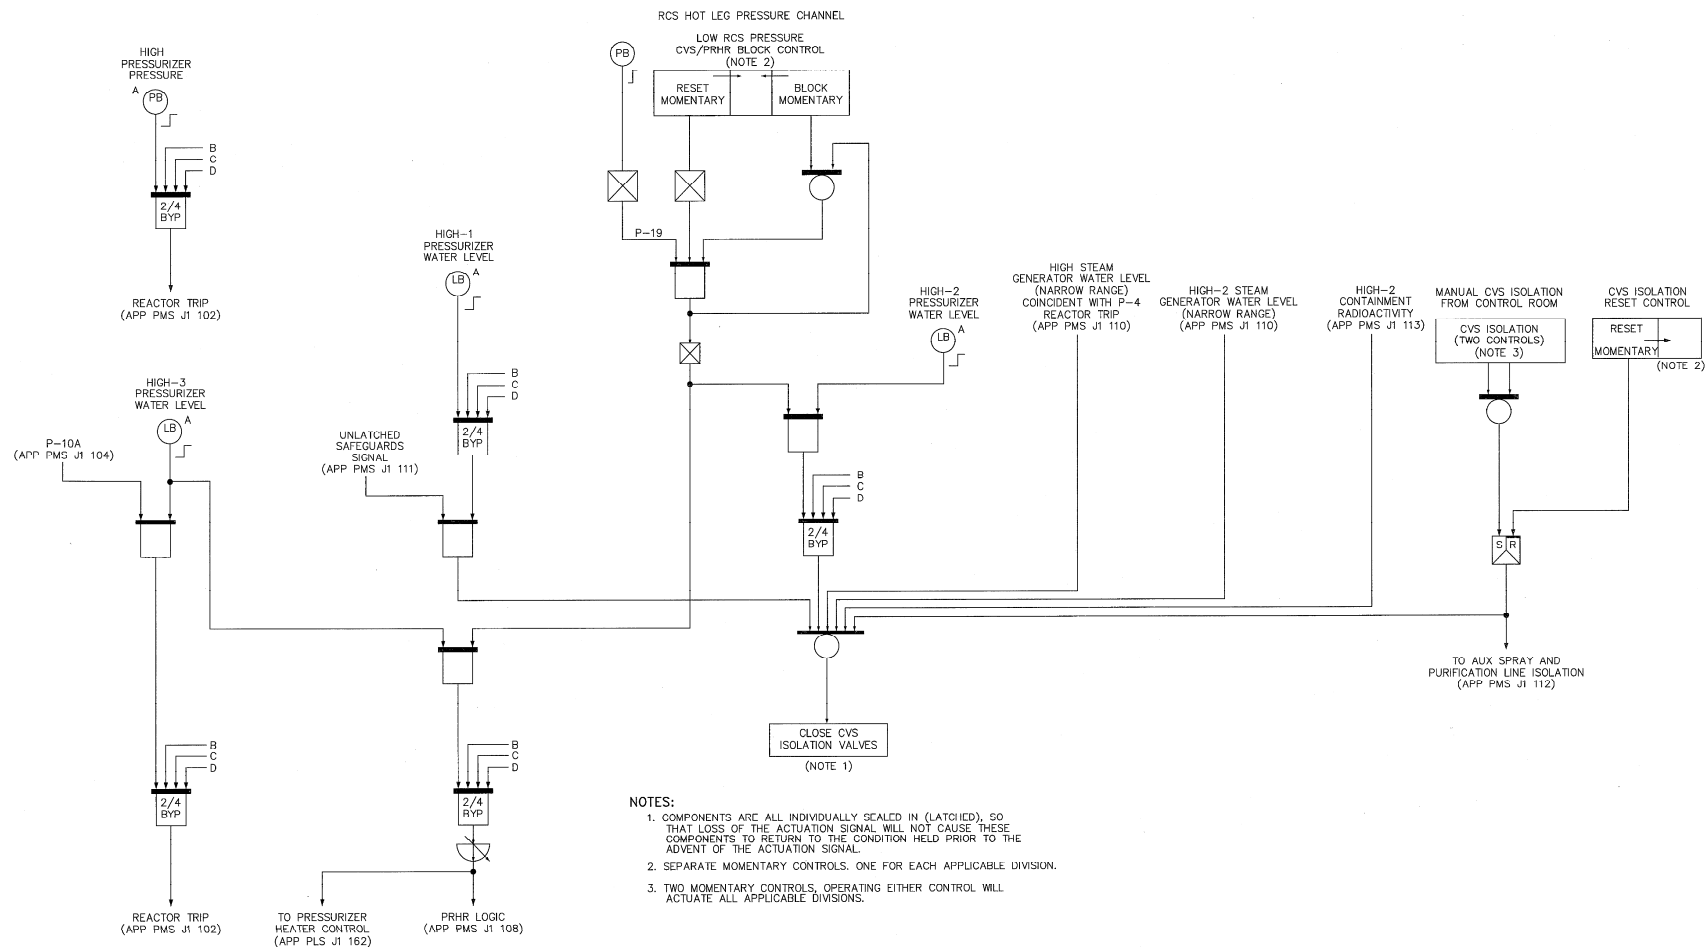 RCS HOT LEG PRESSURE CHANNEL
LOW RCS PRESSURE
CVS/PRHR BLOCK CONTROL
(NOTE 2)
PB
RESET
MOMENTARY
BLOCK
MOMENTARY
P-19
HIGH
PRESSURIZER
PRESSURE
A
PB
B
C
D
2/4
BYP
REACTOR TRIP
(APP PMS J1 102)
HIGH-1
PRESSURIZER
WATER LEVEL
LB
A
B
C
D
2/4
BYP
HIGH-3
PRESSURIZER
WATER LEVEL
LB
A
P-10A
(APP PMS J1 104)
UNLATCHED
SAFEGUARDS
SIGNAL
(APP PMS J1 111)
HIGH-2
PRESSURIZER
WATER LEVEL
LB
A
B
C
D
2/4
BYP
HIGH STEAM
GENERATOR WATER LEVEL
(NARROW RANGE)
COINCIDENT WITH P-4
REACTOR TRIP
(APP PMS J1 110)
HIGH-2 STEAM
GENERATOR WATER LEVEL
(NARROW RANGE)
(APP PMS J1 110)
HIGH-2
CONTAINMENT
RADIOACTIVITY
(APP PMS J1 113)
MANUAL CVS ISOLATION
FROM CONTROL ROOM
CVS ISOLATION
(TWO CONTROLS)
(NOTE 3)
CVS ISOLATION
RESET CONTROL
RESET
MOMENTARY
(NOTE 2)
S R
TO AUX SPRAY AND
PURIFICATION LINE ISOLATION
(APP PMS J1 112)
CLOSE CVS
ISOLATION VALVES
(NOTE 1)
B
C
D
2/4
BYP
REACTOR TRIP
(APP PMS J1 102)
B
C
D
2/4
BYP
TO PRESSURIZER
HEATER CONTROL
(APP PLS J1 162)
PRHR LOGIC
(APP PMS J1 108)
NOTES:
1. COMPONENTS ARE ALL INDIVIDUALLY SEALED IN (LATCHED), SO
THAT LOSS OF THE ACTUATION SIGNAL WILL NOT CAUSE THESE
COMPONENTS TO RETURN TO THE CONDITION HELD PRIOR TO THE
ADVENT OF THE ACTUATION SIGNAL.
2. SEPARATE MOMENTARY CONTROLS. ONE FOR EACH APPLICABLE DIVISION.
3. TWO MOMENTARY CONTROLS, OPERATING EITHER CONTROL WILL
ACTUATE ALL APPLICABLE DIVISIONS.